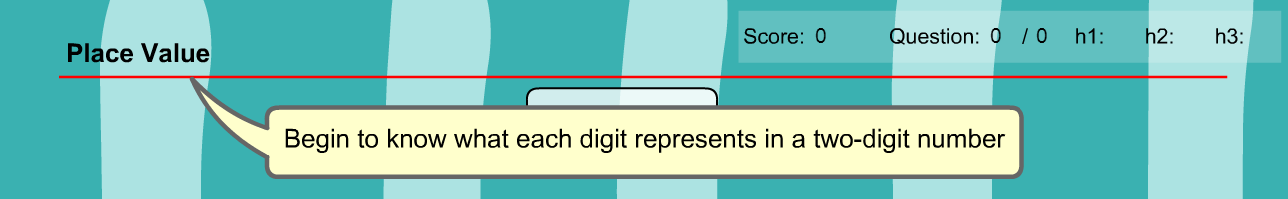 Score: 0 Question: 0 / 0 h1: h2: h3:
Place Value
Begin to know what each digit represents in a two-digit number